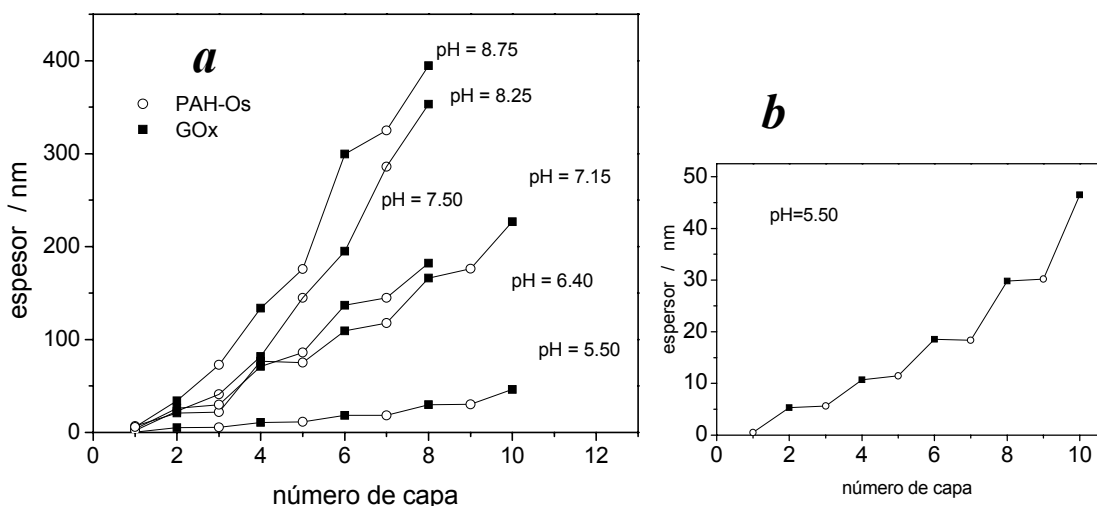 a
PAH-Os
GOx
pH = 8.75
pH = 8.25
pH = 7.50
pH = 7.15
pH = 6.40
pH = 5.50
400
300
200
100
0
espesor / nm
0 2 4 6 8 10 12
número de capa
b
pH=5.50
50
40
30
20
10
0
espersor / nm
0 2 4 6 8 10
número de capa